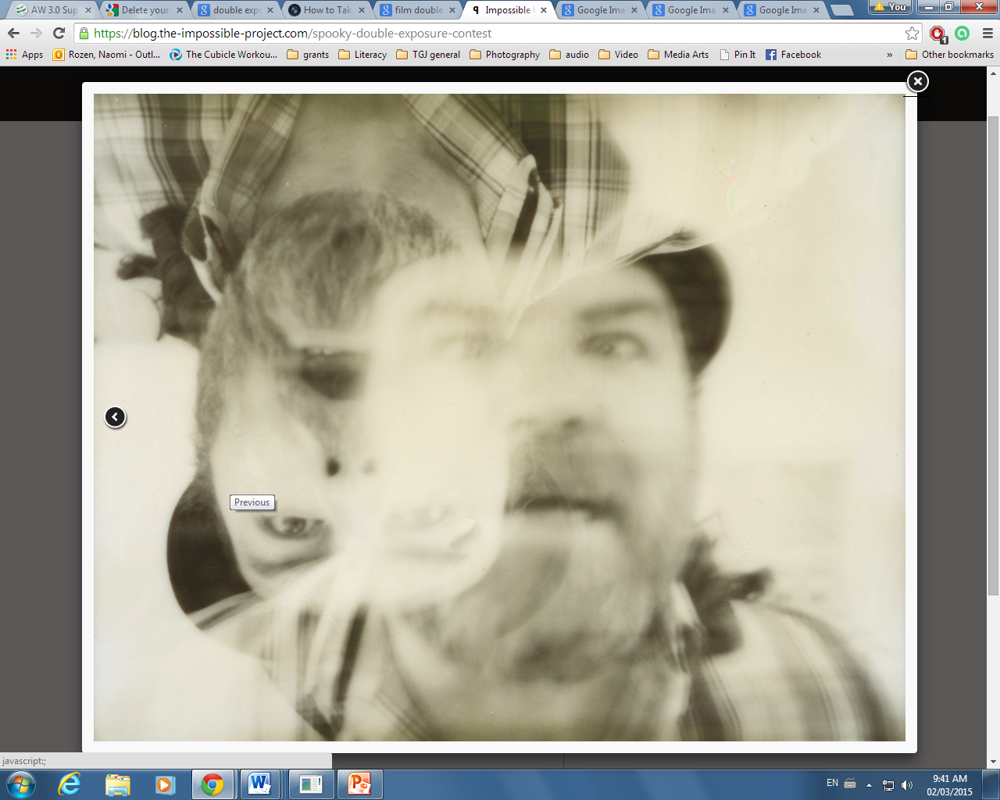 AW 3.0 Sup
Delete your
double expo
How to Tak
film double
Impossible
Google Ima
Google Ima
Google Ima
You
https://blog.the-impossible-project.com/spooky-double-exposure-contest
1
Apps
Rozen, Naomi - Outl...
The Cubicle Workou...
grants
Literacy
TGJ general
Photography
audio
Video
Media Arts
Pin It
Facebook
»
Other bookmarks
Previous
javascript:;
EN
9:41 AM
02/03/2015